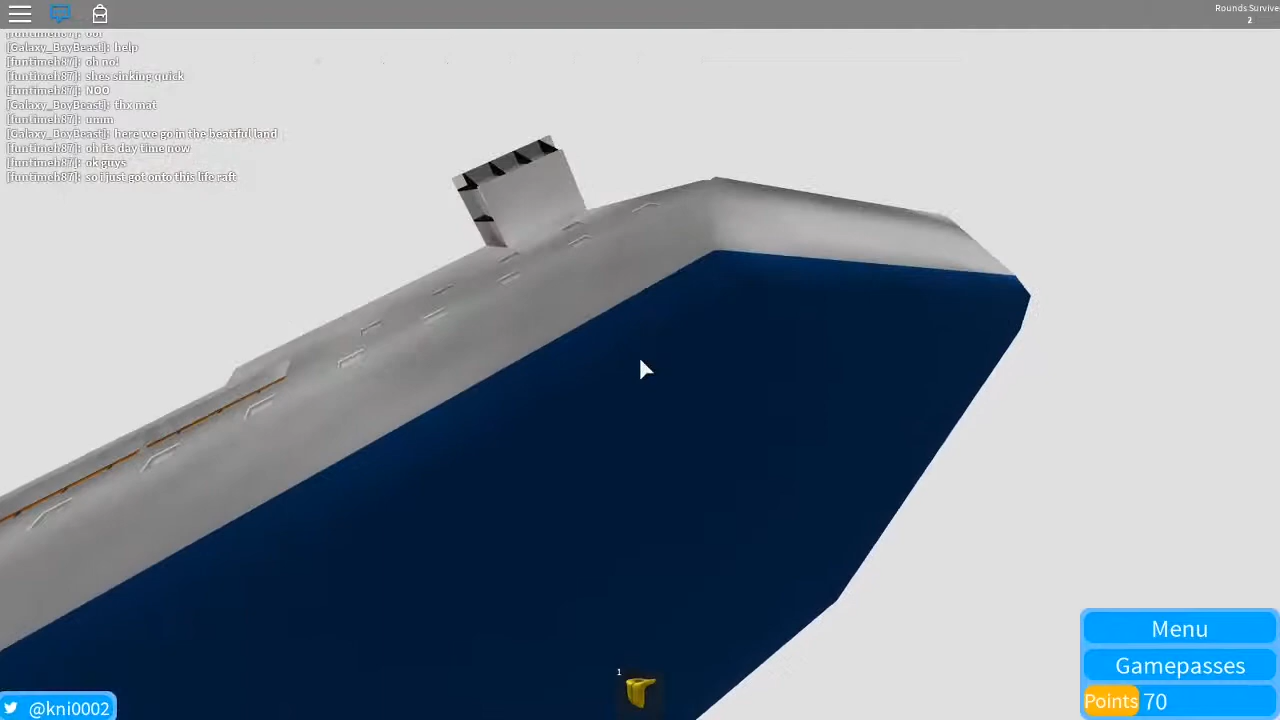 Rounds Survive
2
[Galaxy_BoyBeast]: help
[funtimeh87]: oh no!
[funtimeh87]: shes sinking quick
[funtimeh87]: NOO
[Galaxy_BoyBeast]: thx mat
[funtimeh87]: umm
[Galaxy_BoyBeast]: here we go in the beatiful land
[funtimeh87]: oh its day time now
[funtimeh87]: ok guys
[funtimeh87]: so i just got onto this life raft
1
Menu
Gamepasses
Points 70
@kni0002